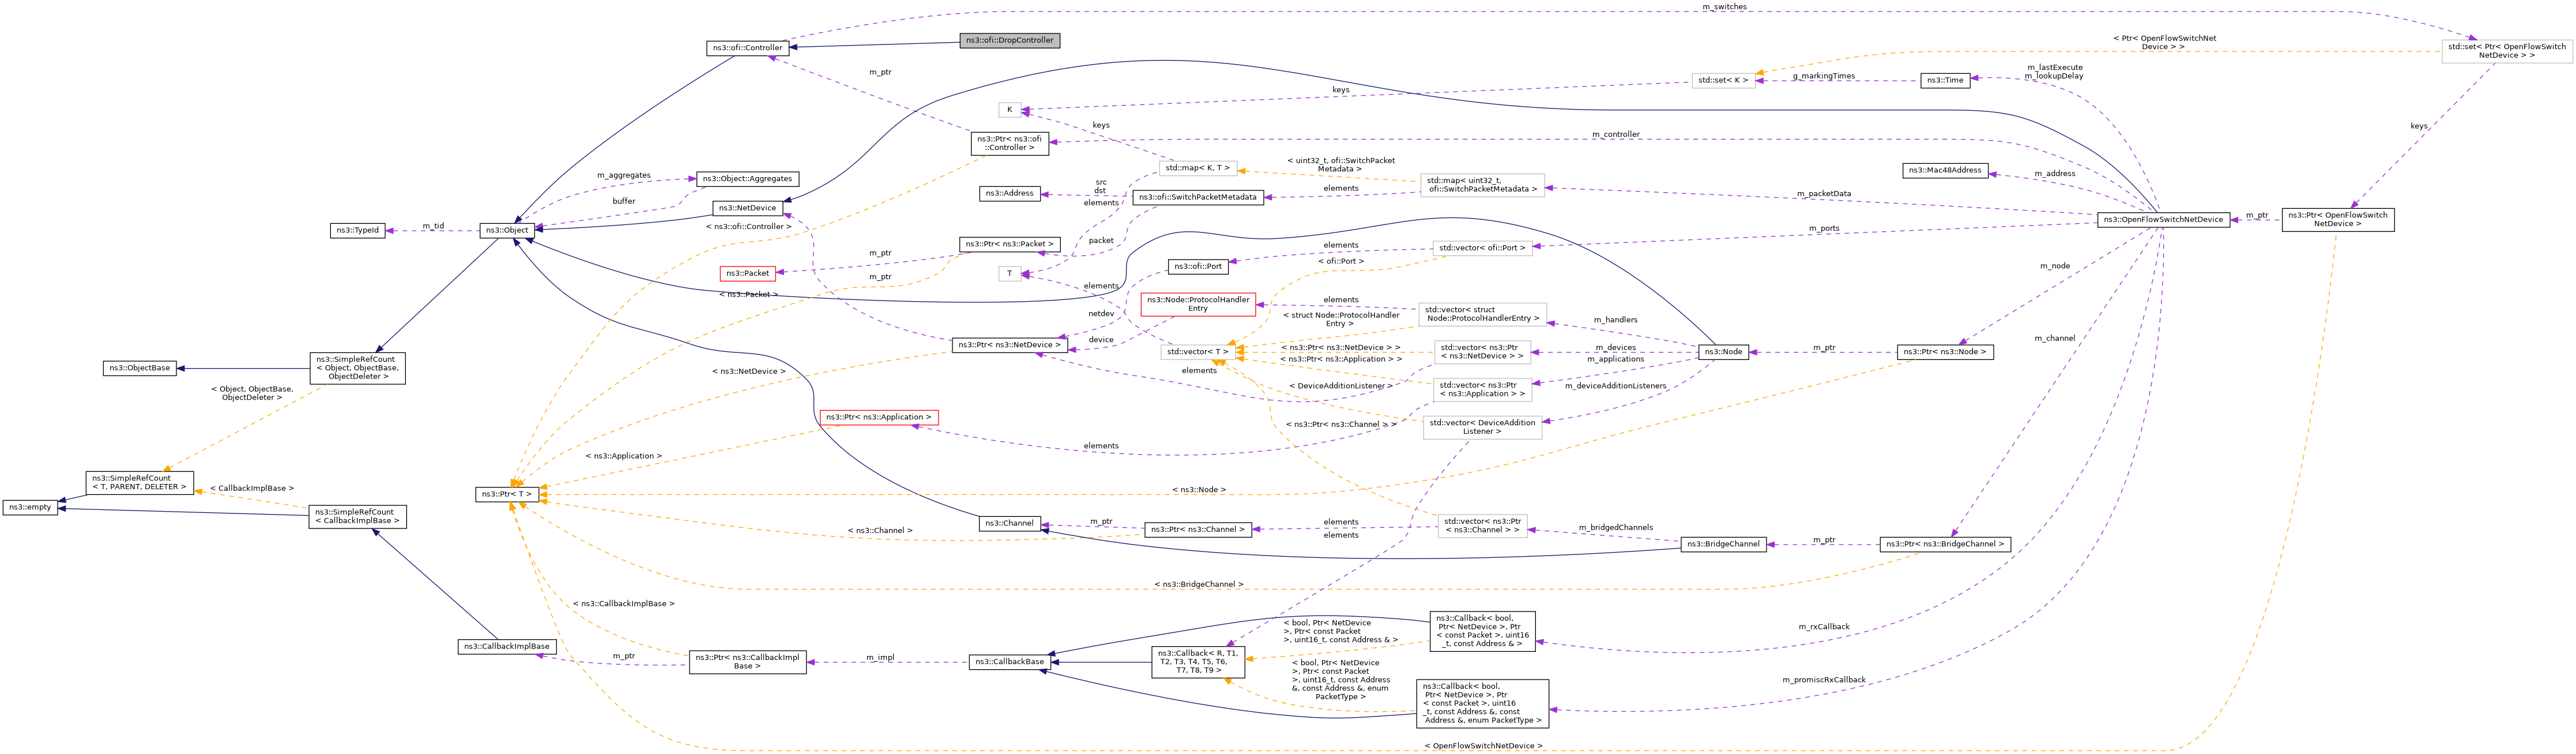 m_switches
ns3::ofi::Controller
ns3::ofi::DropController
< Ptr< OpenFlowSwitchNet
Device > >
std::set< Ptr< OpenFlowSwitch
NetDevice > >
m_ptr
std::set< K >
g_markingTimes
ns3::Time
m_lastExecute
m_lookupDelay
keys
K
keys
keys
ns3::Ptr< ns3::ofi
::Controller >
m_controller
std::map< K, T >
< uint32_t, ofi::SwitchPacket
Metadata >
ns3::Mac48Address
m_address
m_aggregates
ns3::Object::Aggregates
ns3::Address
src
dst
elements
ns3::ofi::SwitchPacketMetadata
elements
std::map< uint32_t,
ofi::SwitchPacketMetadata >
m_packetData
buffer
ns3::NetDevice
ns3::TypeId
m_tid
ns3::Object
< ns3::ofi::Controller >
ns3::OpenFlowSwitchNetDevice
m_ptr
ns3::Ptr< OpenFlowSwitch
NetDevice >
m_ports
ns3::Ptr< ns3::Packet >
packet
elements
std::vector< ofi::Port >
m_ptr
ns3::Packet
m_ptr
T
ns3::ofi::Port
< ofi::Port >
m_node
elements
< ns3::Packet >
ns3::Node::ProtocolHandler
Entry
elements
std::vector< struct
Node::ProtocolHandlerEntry >
netdev
< struct Node::ProtocolHandler
Entry >
m_handlers
device
ns3::Ptr< ns3::NetDevice >
std::vector< T >
< ns3::Ptr< ns3::NetDevice > >
< ns3::Ptr< ns3::Application > >
std::vector< ns3::Ptr
< ns3::NetDevice > >
m_devices
m_applications
ns3::Node
m_ptr
ns3::Ptr< ns3::Node >
m_channel
ns3::ObjectBase
ns3::SimpleRefCount
< Object, ObjectBase,
ObjectDeleter >
< ns3::NetDevice >
elements
< DeviceAdditionListener >
std::vector< ns3::Ptr
< ns3::Application > >
m_deviceAdditionListeners
< Object, ObjectBase,
ObjectDeleter >
ns3::Ptr< ns3::Application >
< ns3::Ptr< ns3::Channel > >
std::vector< DeviceAddition
Listener >
elements
< ns3::Application >
ns3::SimpleRefCount
< T, PARENT, DELETER >
< CallbackImplBase >
ns3::Ptr< T >
< ns3::Node >
ns3::empty
ns3::SimpleRefCount
< CallbackImplBase >
< ns3::Channel >
ns3::Channel
m_ptr
ns3::Ptr< ns3::Channel >
elements
elements
std::vector< ns3::Ptr
< ns3::Channel > >
m_bridgedChannels
ns3::BridgeChannel
m_ptr
ns3::Ptr< ns3::BridgeChannel >
< ns3::BridgeChannel >
< ns3::CallbackImplBase >
< bool, Ptr< NetDevice
>, Ptr< const Packet
>, uint16_t, const Address & >
ns3::Callback< bool,
Ptr< NetDevice >, Ptr
< const Packet >, uint16
_t, const Address & >
m_rxCallback
ns3::CallbackImplBase
m_ptr
ns3::Ptr< ns3::CallbackImpl
Base >
m_impl
ns3::CallbackBase
ns3::Callback< R, T1,
T2, T3, T4, T5, T6,
T7, T8, T9 >
< bool, Ptr< NetDevice
>, Ptr< const Packet
>, uint16_t, const Address
&, const Address &, enum
PacketType >
ns3::Callback< bool,
Ptr< NetDevice >, Ptr
< const Packet >, uint16
_t, const Address &, const
Address &, enum PacketType >
m_promiscRxCallback
< OpenFlowSwitchNetDevice >